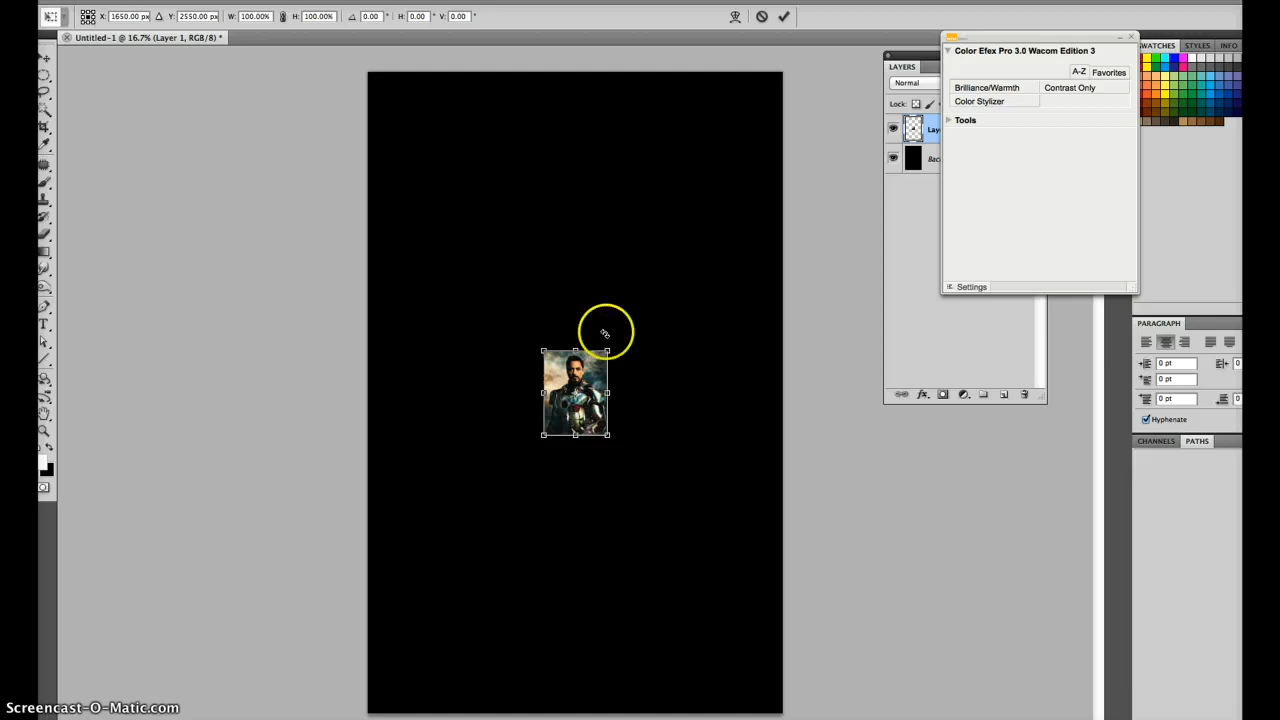 X: 1650.00 px Y: 2550.00 px W: 100.00% H: 100.00% 0.00 ° H: 0.00 ° V: 0.00 °
Untitled-1 @ 16.7% (Layer 1, RGB/8) *
LAYERS
Normal
Lock:
Laye
Bac
Color Efex Pro 3.0 Wacom Edition 3
A-Z Favorites
Brilliance/Warmth Contrast Only
Color Stylizer
Tools
Settings
SWATCHES STYLES INFO
PARAGRAPH
0 pt 0
0 pt
0 pt 0
Hyphenate
CHANNELS PATHS
Screencast-O-Matic.com